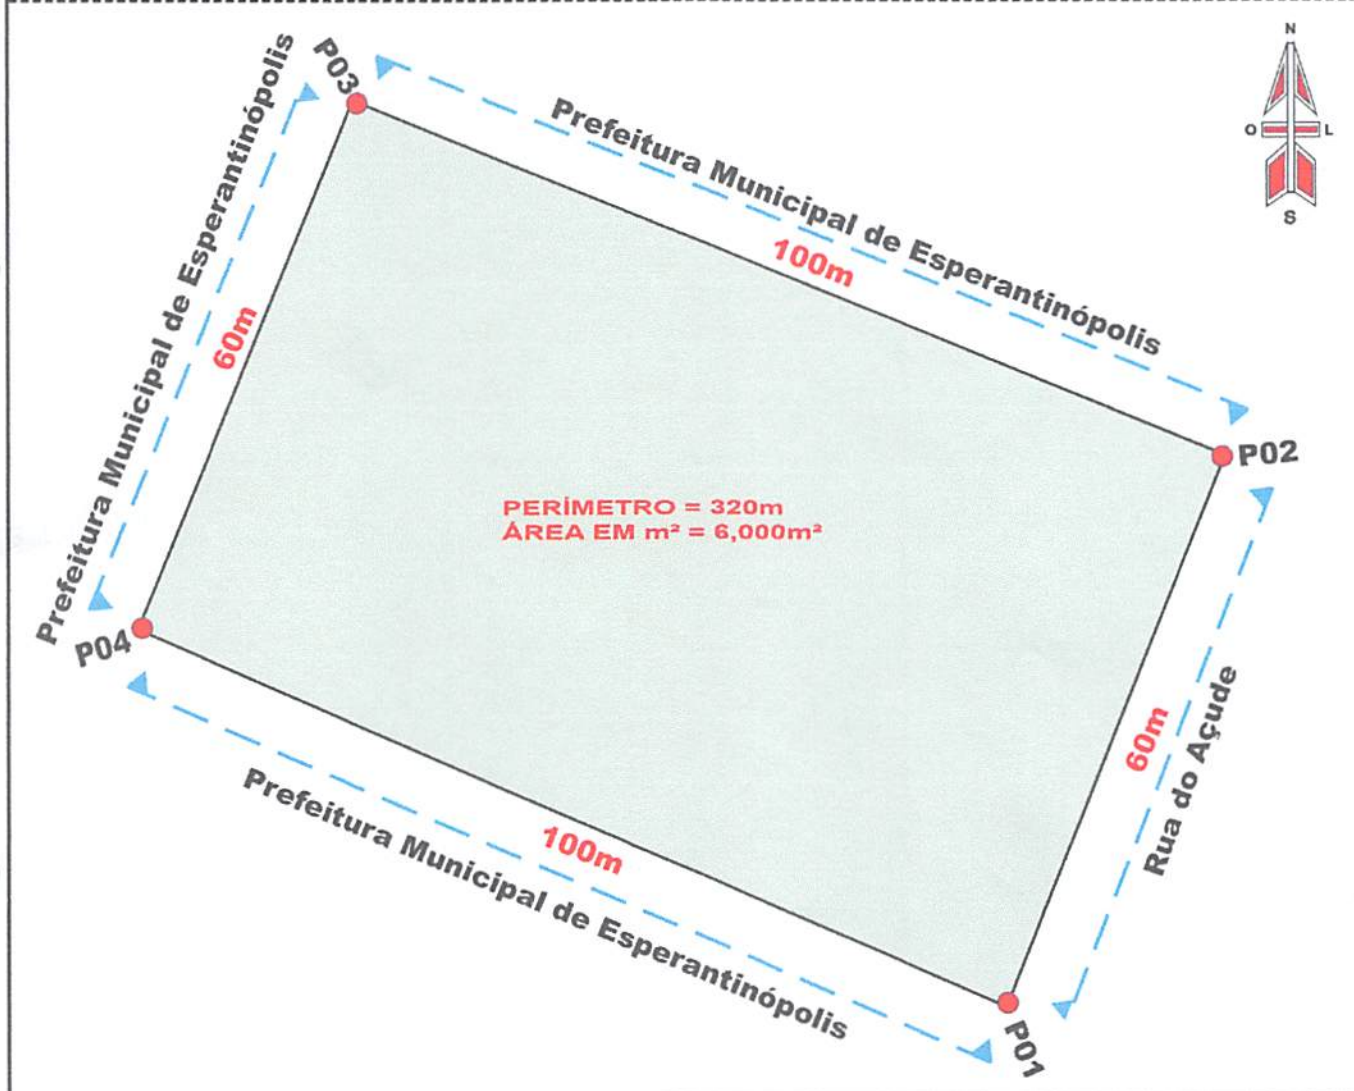 N
O L
S
P03
Prefeitura Municipal de Esperantinópolis
100m
Prefeitura Municipal de Esperantinópolis
60m
P02
PERÍMETRO = 320m
ÁREA EM m² = 6,000m²
P04
60m
Rua do Açude
100m
Prefeitura Municipal de Esperantinópolis
P01